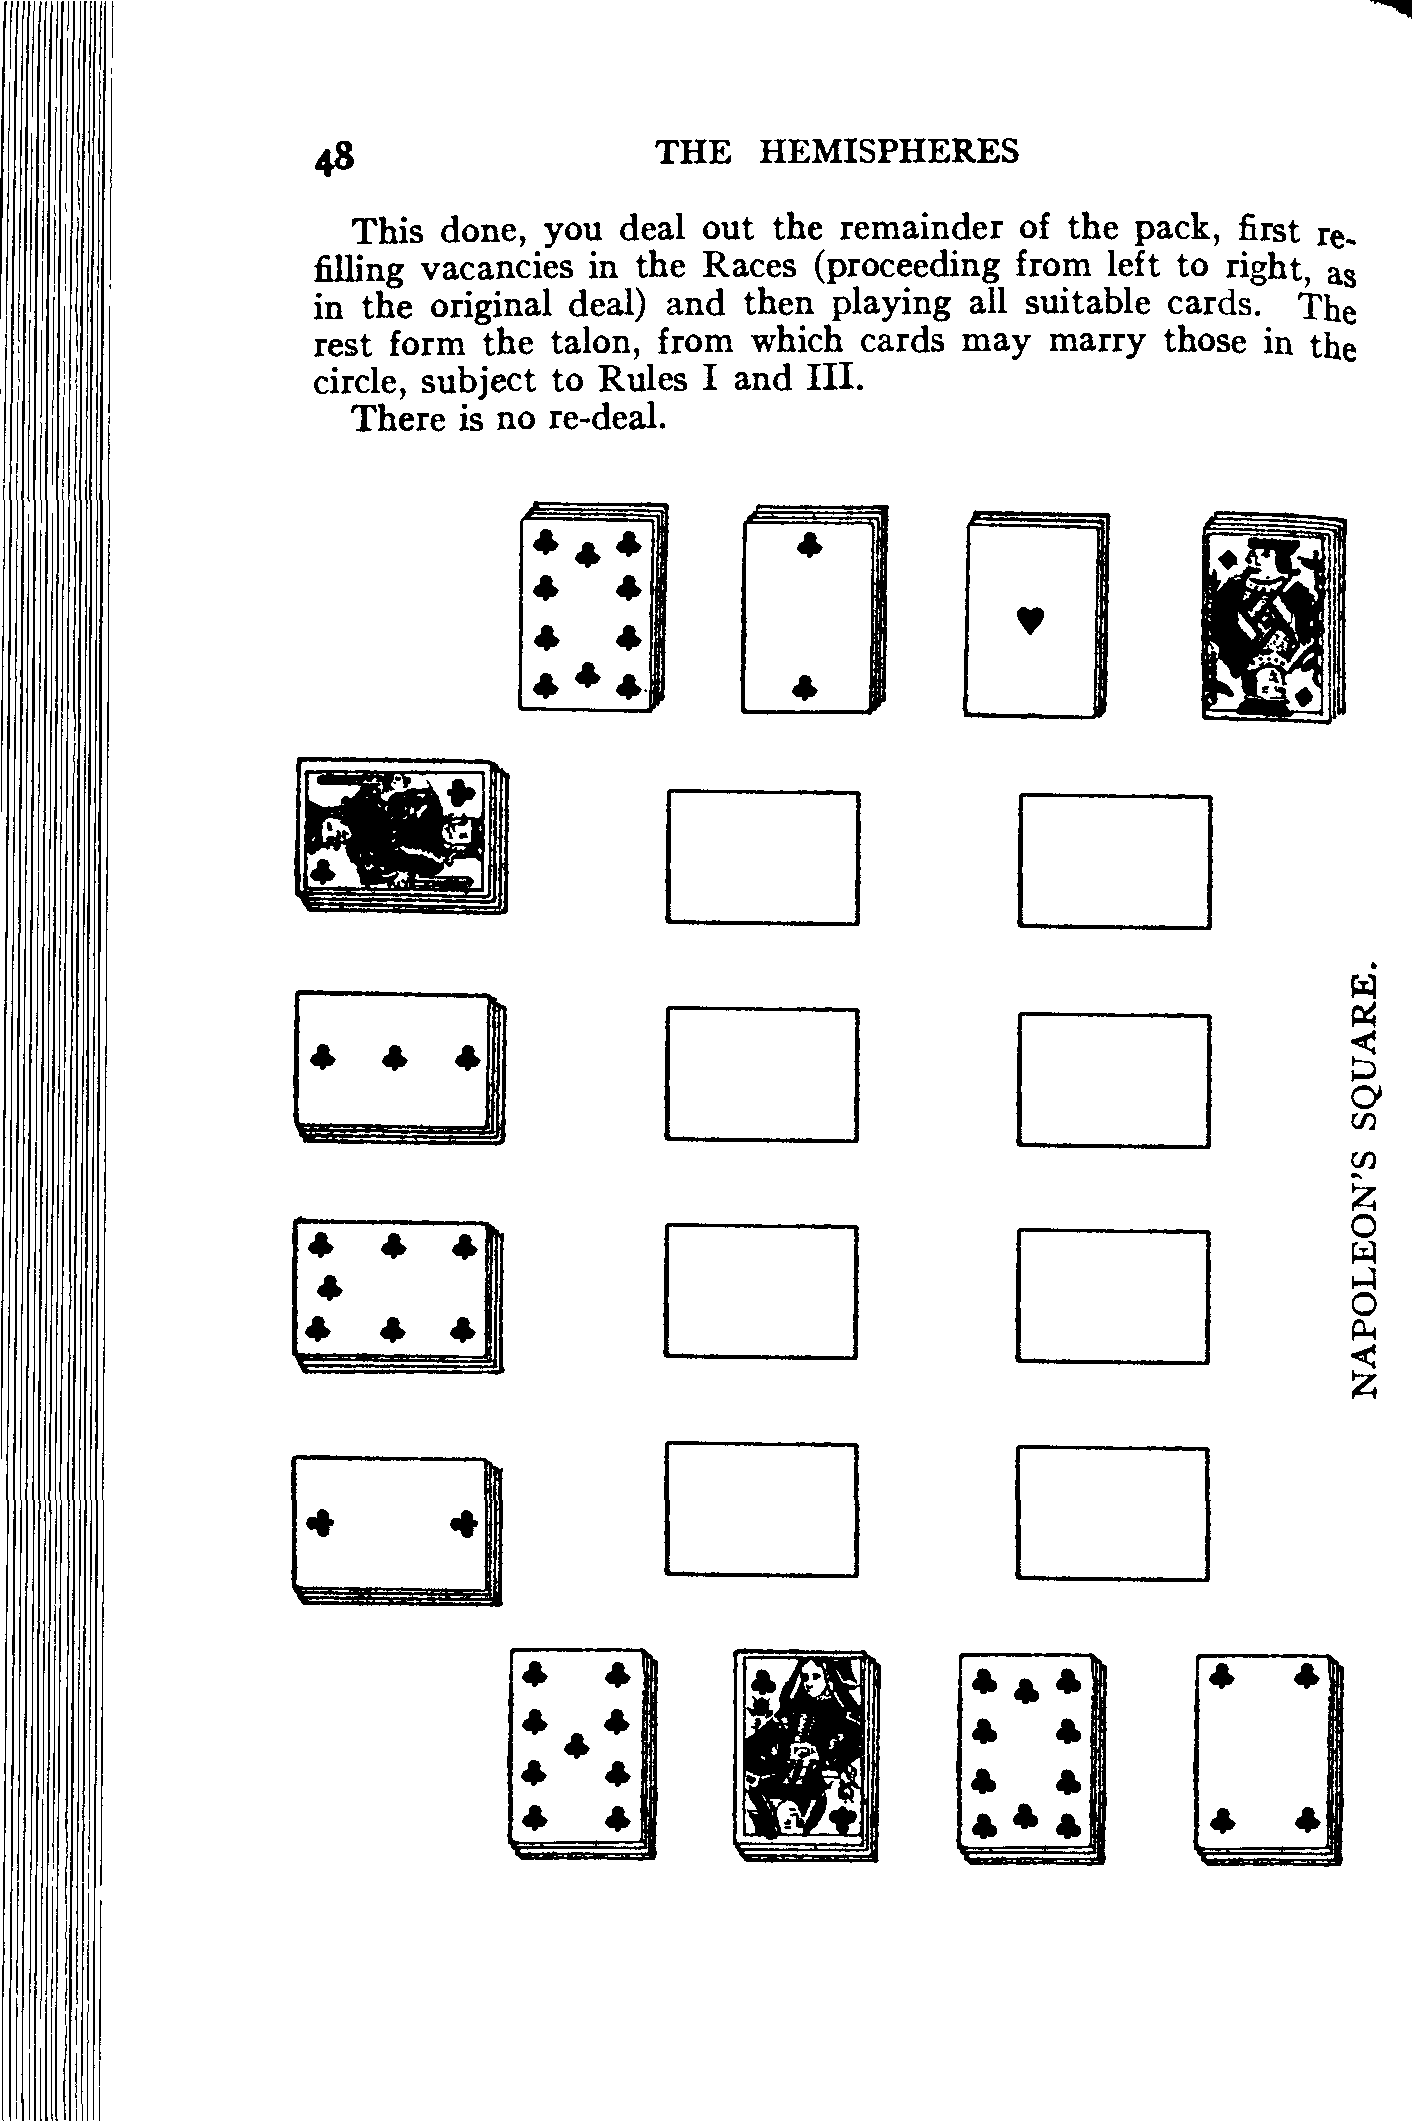 48 THE HEMISPHERES
This done, you deal out the remainder of the pack, first re-
filling vacancies in the Races (proceeding from left to right, as
in the original deal) and then playing all suitable cards. The
rest form the talon, from which cards may marry those in the
circle, subject to Rules I and III.
There is no re-deal.
NAPOLEON'S SQUARE.